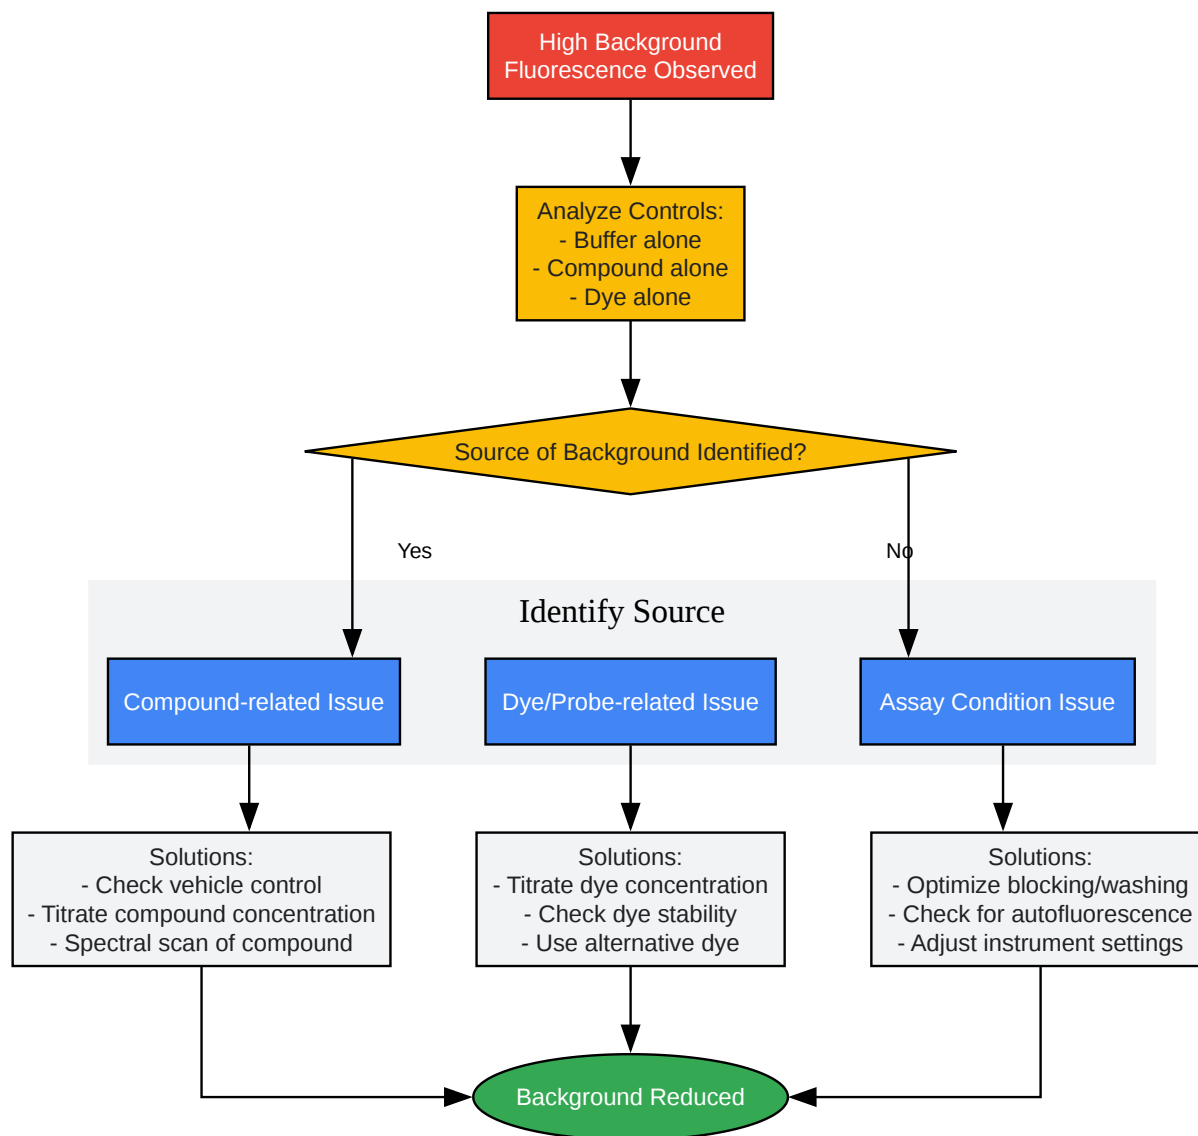 High Background
Fluorescence Observed
Analyze Controls:
- Buffer alone
- Compound alone
- Dye alone
Source of Background Identified?
Yes
No
Identify Source
Compound-related Issue
Dye/Probe-related Issue
Assay Condition Issue
Solutions:
- Check vehicle control
- Titrate compound concentration
- Spectral scan of compound
Solutions:
- Titrate dye concentration
- Check dye stability
- Use alternative dye
Solutions:
- Optimize blocking/washing
- Check for autofluorescence
- Adjust instrument settings
Background Reduced